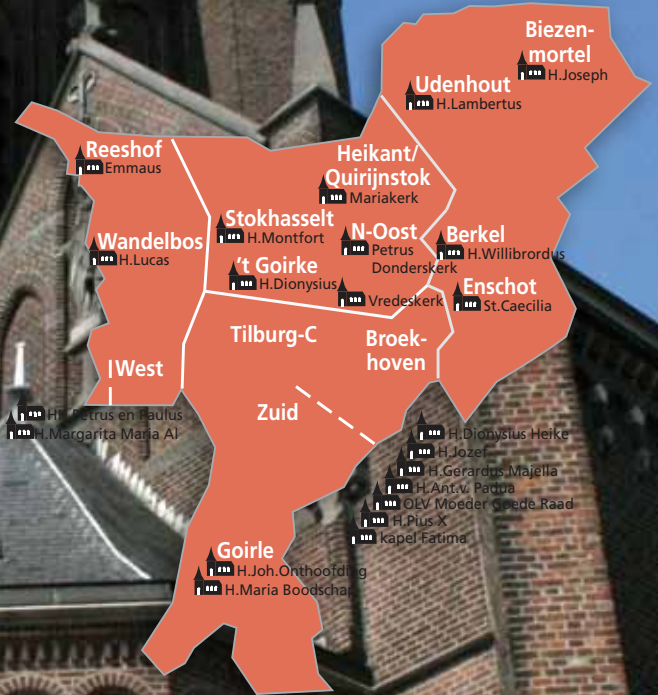 Biezen-
mortel
H.Joseph
Udenhout
H.Lambertus
Reeshof
Emmaus
Heikant/
Quirijnstok
Mariakerk
Stokhasselt
H.Montfort
N-Oost
Petrus
Donderskerk
Berkel
H.Willibrordus
Wandelbos
H.Lucas
't Goirke
H.Dionysius
Vredeskerk
Enschot
St.Caecilia
Tilburg-C
Broek-
hoven
West
Zuid
HH.Petrus en Paulus
H.Margarita Maria Al
H.Dionysius Heike
H.Jozef
H.Gerardus Majella
H.Ant.v. Padua
OLV Moeder Goede Raad
H.Pius X
kapel Fatima
Goirle
H.Joh.Onthoofding
H.Maria Boodschap